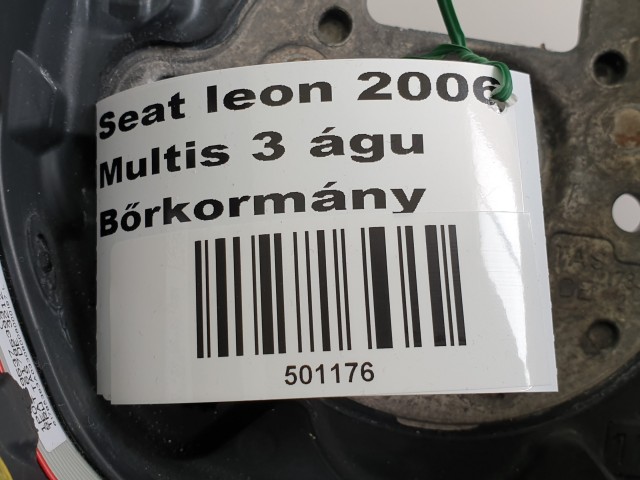 Seat leon 2006
Multis 3 águ
Bőrkormány
501176